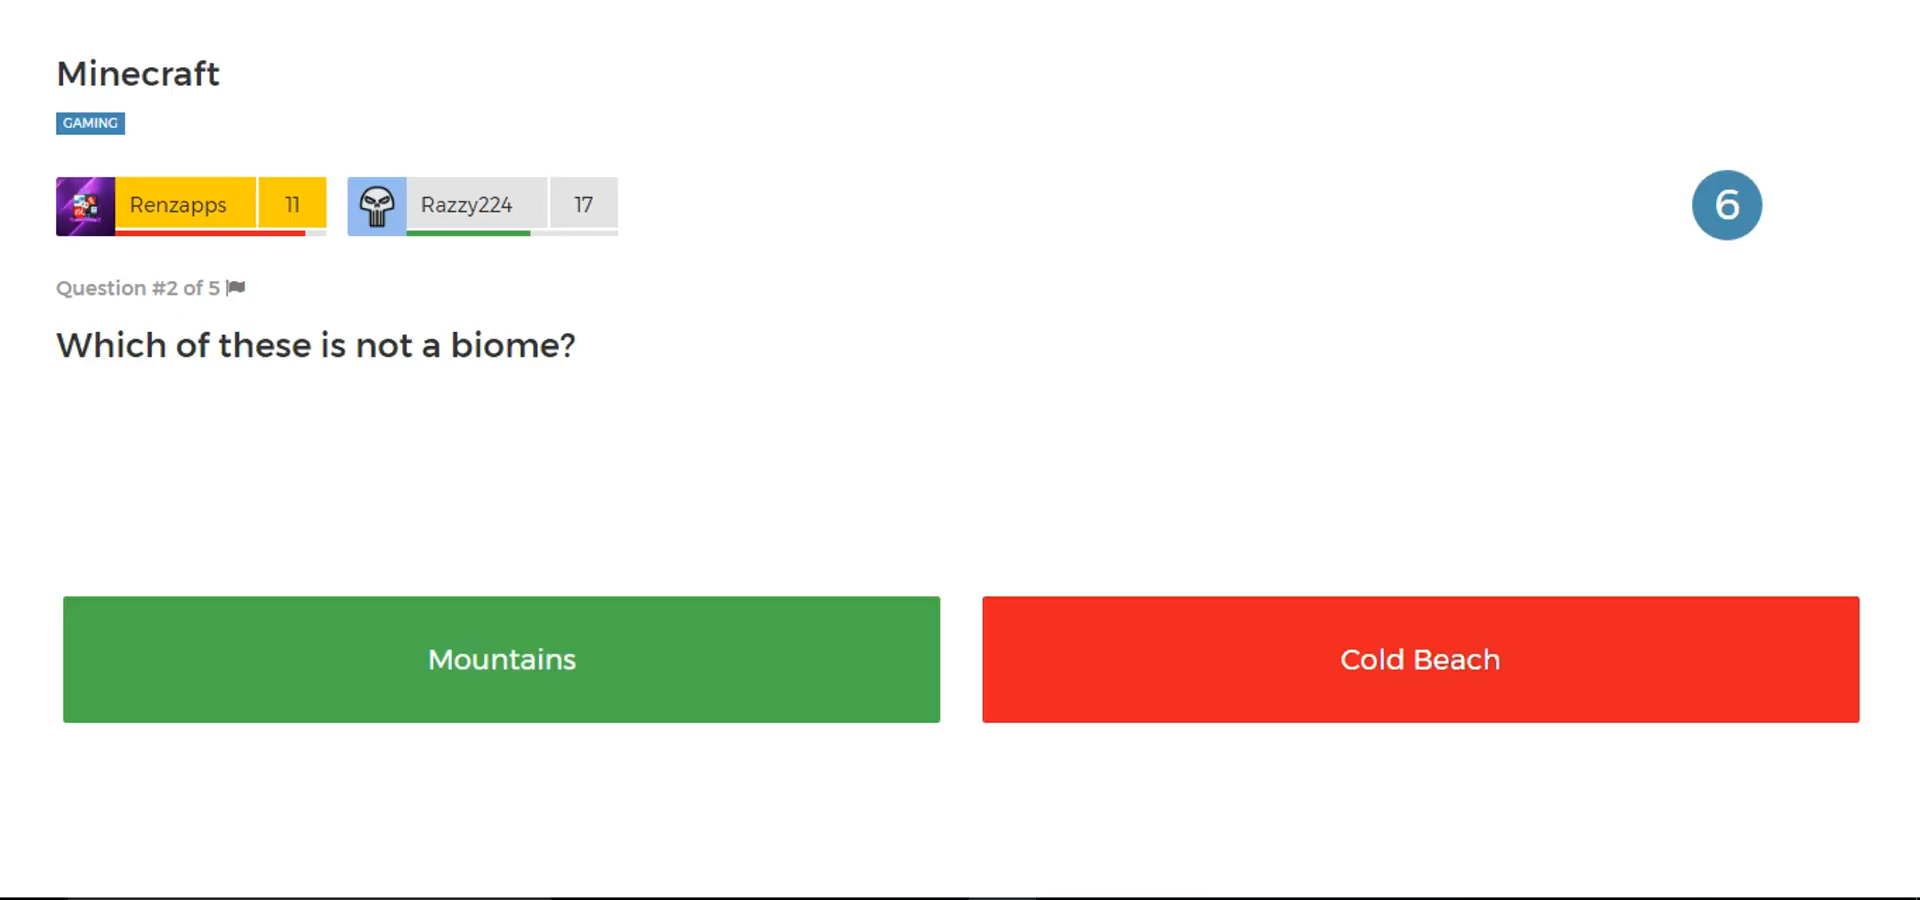 Minecraft
GAMING
Renzapps 11 Razzy224 17
6
Question #2 of 5
Which of these is not a biome?
Mountains Cold Beach